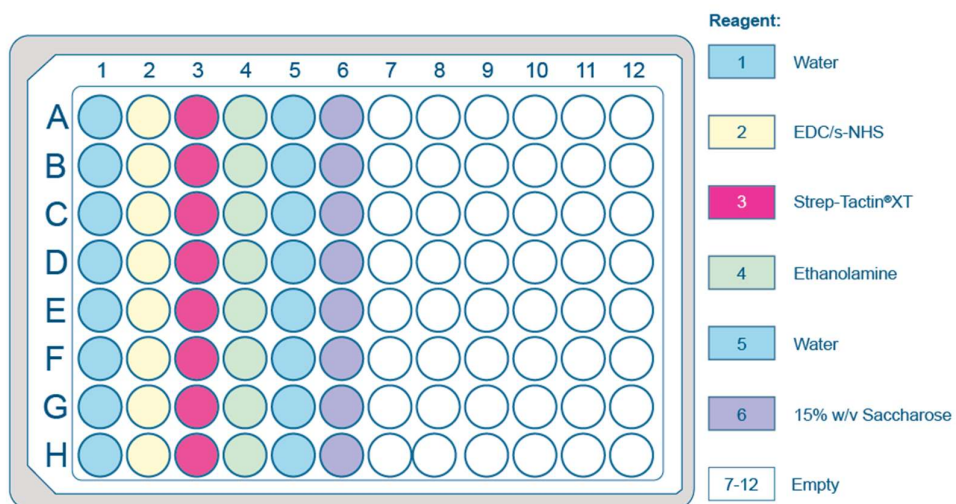 Reagent:
1 2 3 4 5 6 7 8 9 10 11 12
A
B
C
D
E
F
G
H
1 Water
2 EDC/s-NHS
3 Strep-Tactin®XT
4 Ethanolamine
5 Water
6 15% w/v Saccharose
7-12 Empty